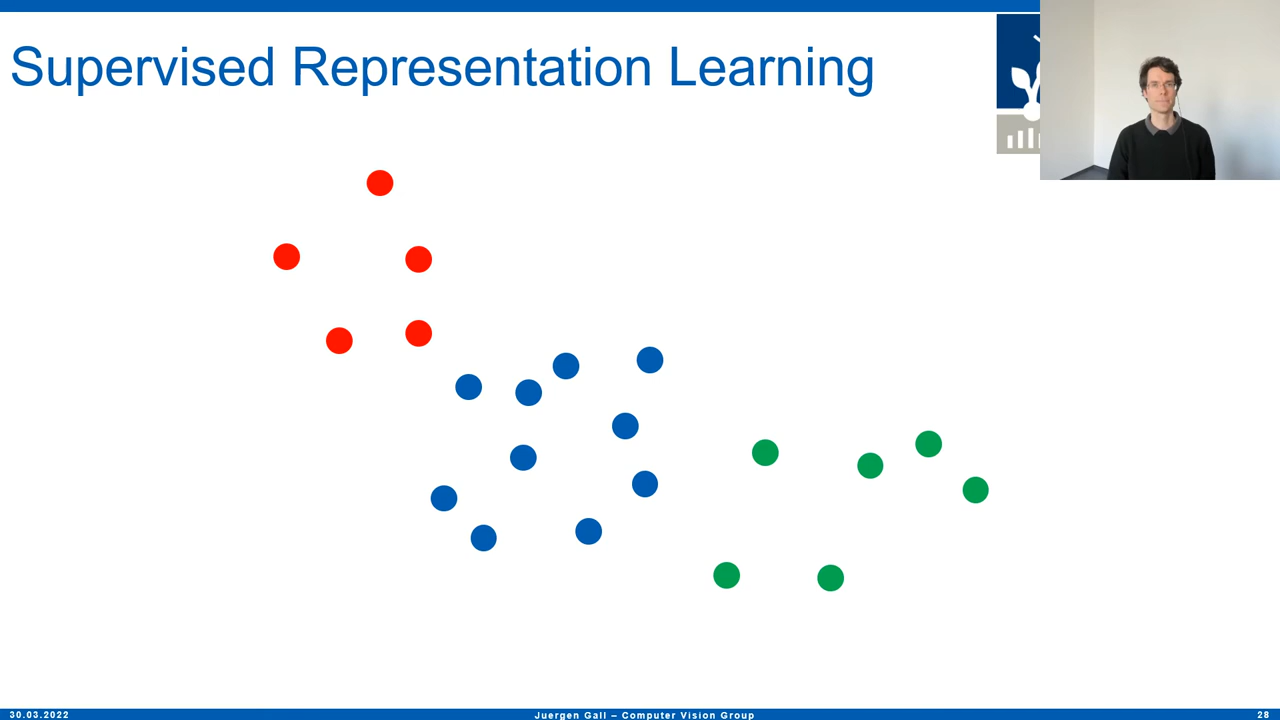 Supervised Representation Learning
30.03.2022
Juergen Gall – Computer Vision Group
28